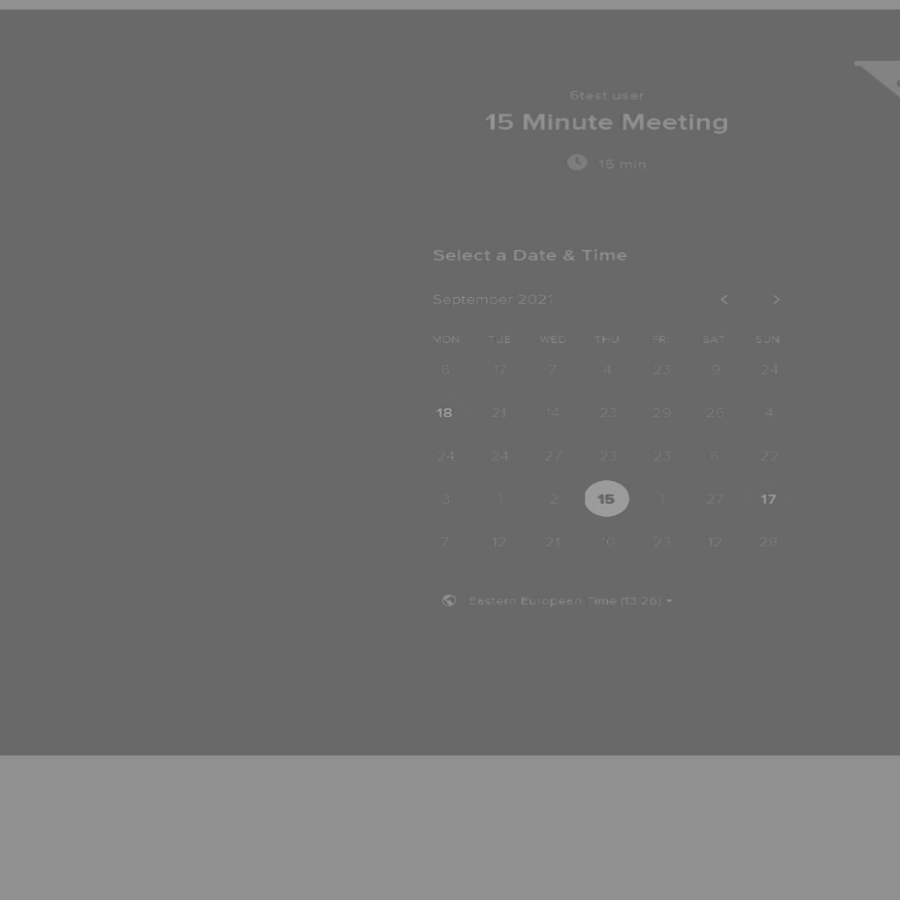 6test user
15 Minute Meeting
15 min
Select a Date & Time
September 2021
MON TUE WED THU FRI SAT SUN
6 17 7 4 23 9 24
18 21 14 23 29 26 4
24 24 27 23 23 6 22
3 1 2 15 1 27 17
7 12 21 10 23 12 28
Eastern European Time (13:26)